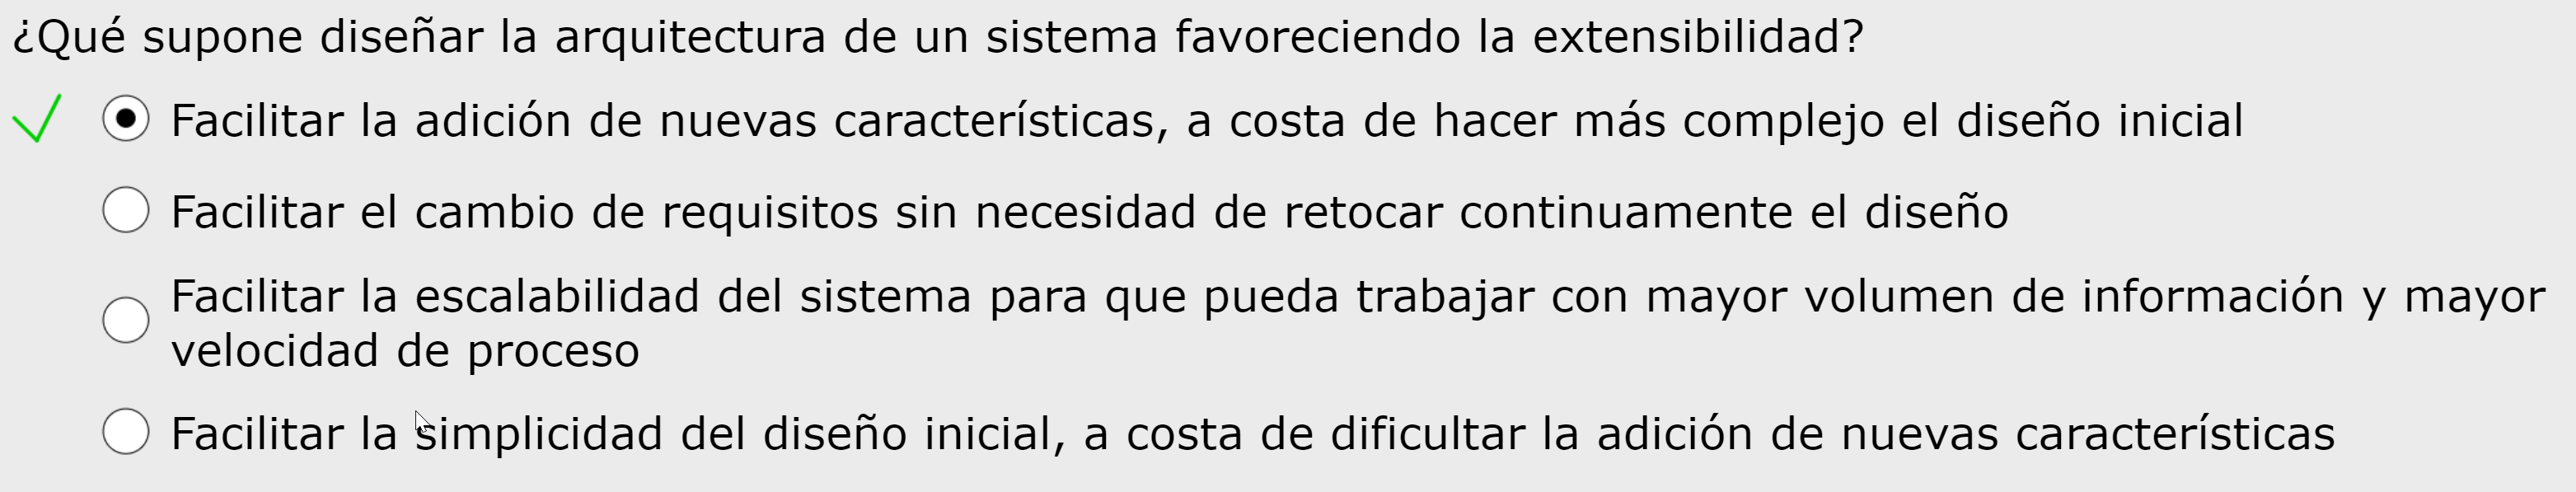 ¿Qué supone diseñar la arquitectura de un sistema favoreciendo la extensibilidad?
Facilitar la adición de nuevas características, a costa de hacer más complejo el diseño inicial
Facilitar el cambio de requisitos sin necesidad de retocar continuamente el diseño
Facilitar la escalabilidad del sistema para que pueda trabajar con mayor volumen de información y mayor
velocidad de proceso
Facilitar la simplicidad del diseño inicial, a costa de dificultar la adición de nuevas características